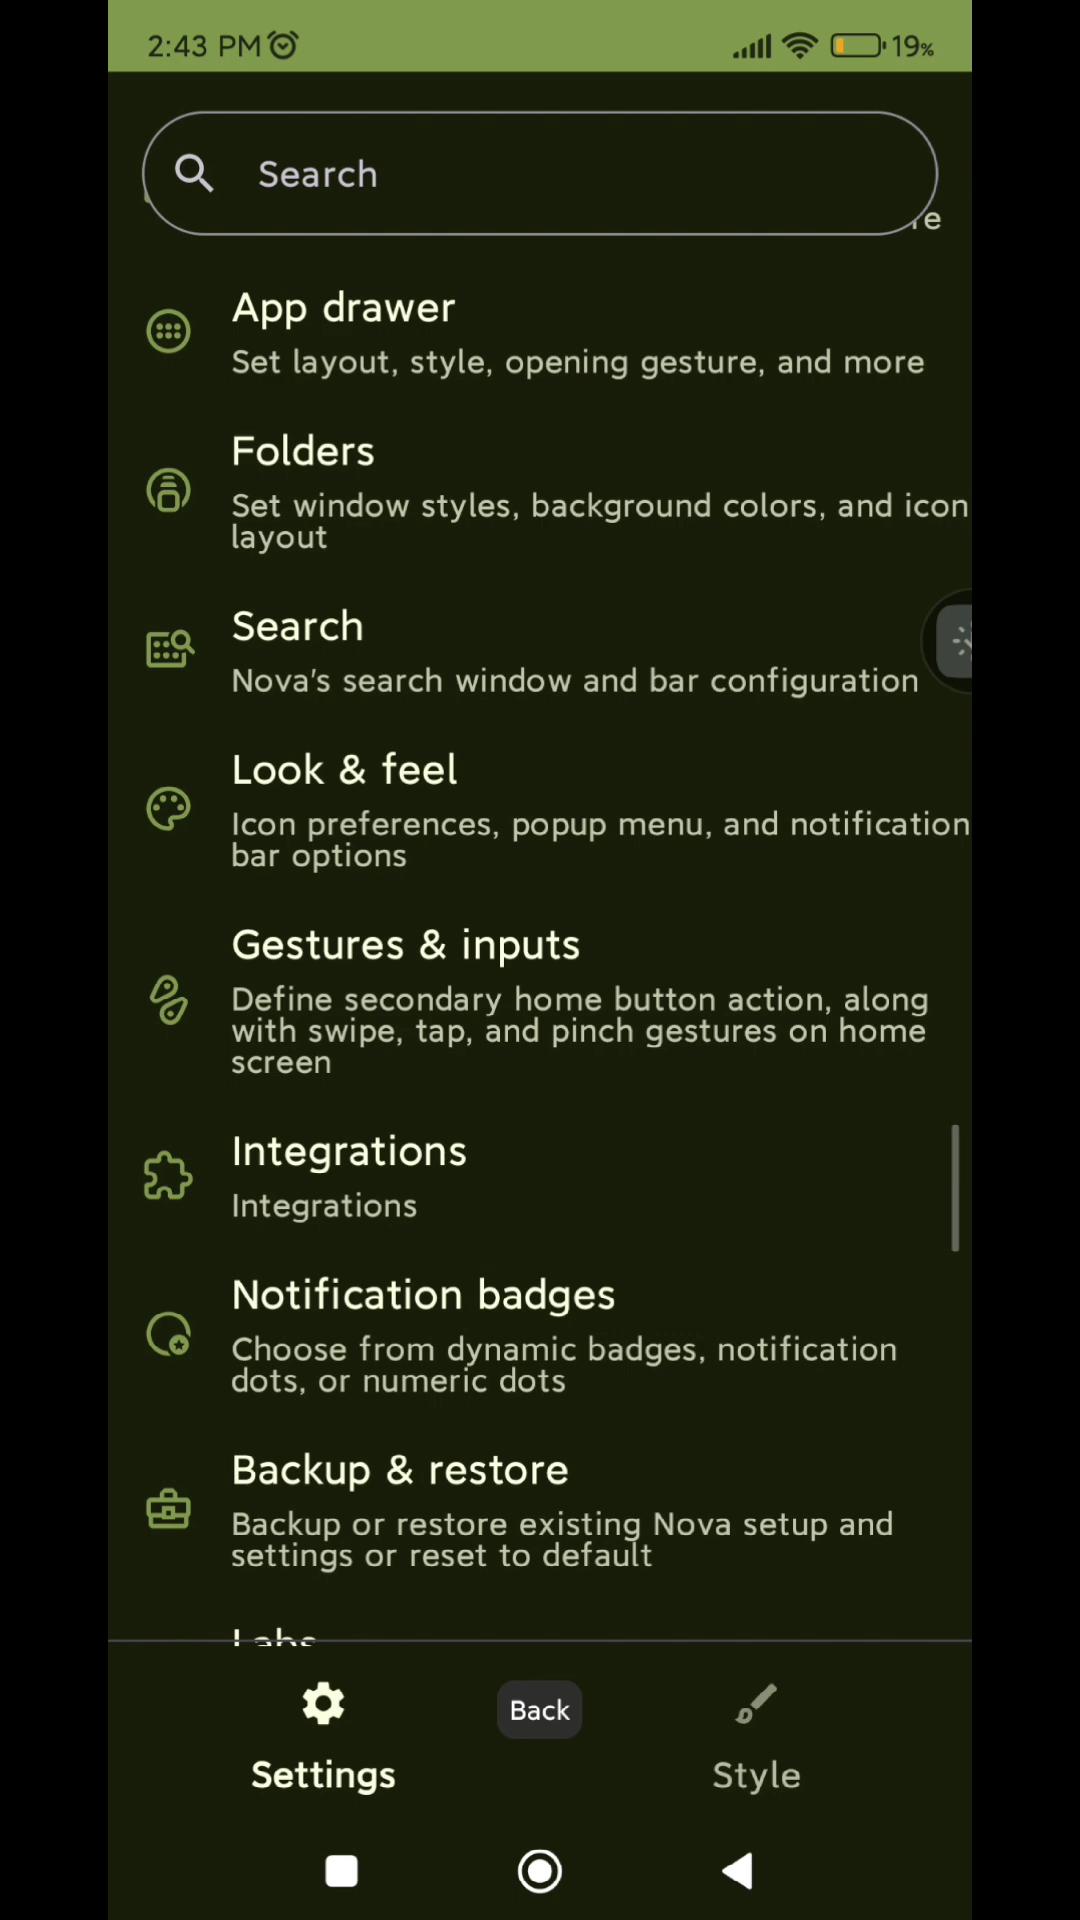 2:43 PM
19%
Search
re
App drawer
Set layout, style, opening gesture, and more
Folders
Set window styles, background colors, and icon
layout
Search
Nova's search window and bar configuration
Look & feel
Icon preferences, popup menu, and notification
bar options
Gestures & inputs
Define secondary home button action, along
with swipe, tap, and pinch gestures on home
screen
Integrations
Integrations
Notification badges
Choose from dynamic badges, notification
dots, or numeric dots
Backup & restore
Backup or restore existing Nova setup and
settings or reset to default
Labs
Back
Settings
Style